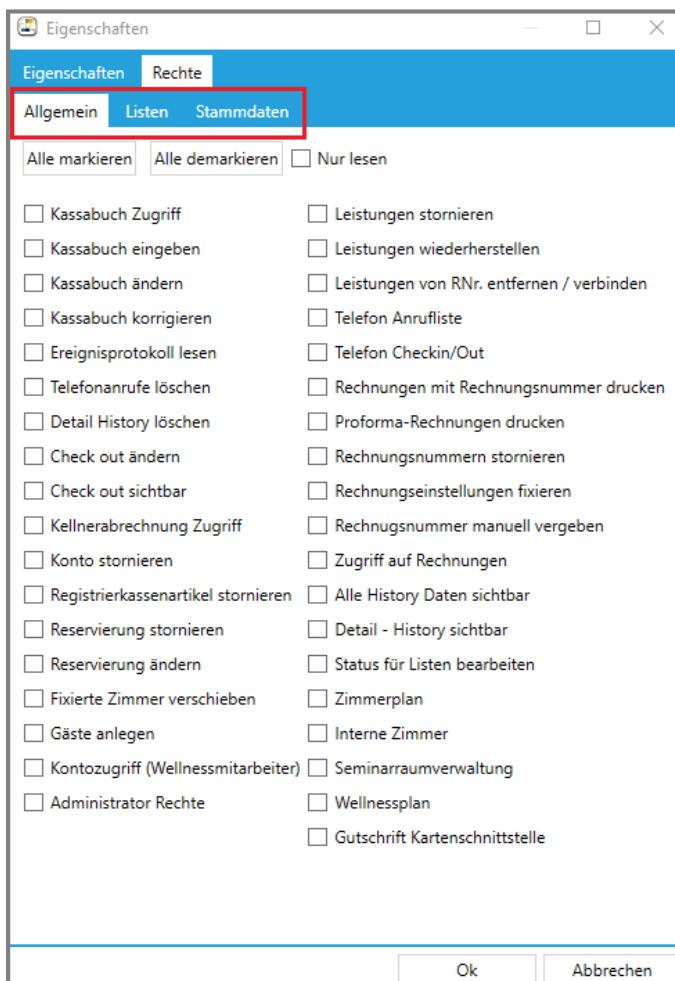 Eigenschaften
Eigenschaften Rechte
Allgemein Listen Stammdaten
Alle markieren Alle demarkieren Nur lesen
Kassabuch Zugriff
Kassabuch eingeben
Kassabuch ändern
Kassabuch korrigieren
Ereignisprotokoll lesen
Telefonanrufe löschen
Detail History löschen
Check out ändern
Check out sichtbar
Kellnerabrechnung Zugriff
Konto stornieren
Registrierkassenartikel stornieren
Reservierung stornieren
Reservierung ändern
Fixierte Zimmer verschieben
Gäste anlegen
Kontozugriff (Wellnessmitarbeiter)
Administrator Rechte
Leistungen stornieren
Leistungen wiederherstellen
Leistungen von RNr. entfernen / verbinden
Telefon Anrufliste
Telefon Checkin/Out
Rechnungen mit Rechnungsnummer drucken
Proforma-Rechnungen drucken
Rechnungsnummern stornieren
Rechnungseinstellungen fixieren
Rechnugsnummer manuell vergeben
Zugriff auf Rechnungen
Alle History Daten sichtbar
Detail - History sichtbar
Status für Listen bearbeiten
Zimmerplan
Interne Zimmer
Seminarraumverwaltung
Wellnessplan
Gutschrift Kartenschnittstelle
Ok Abbrechen